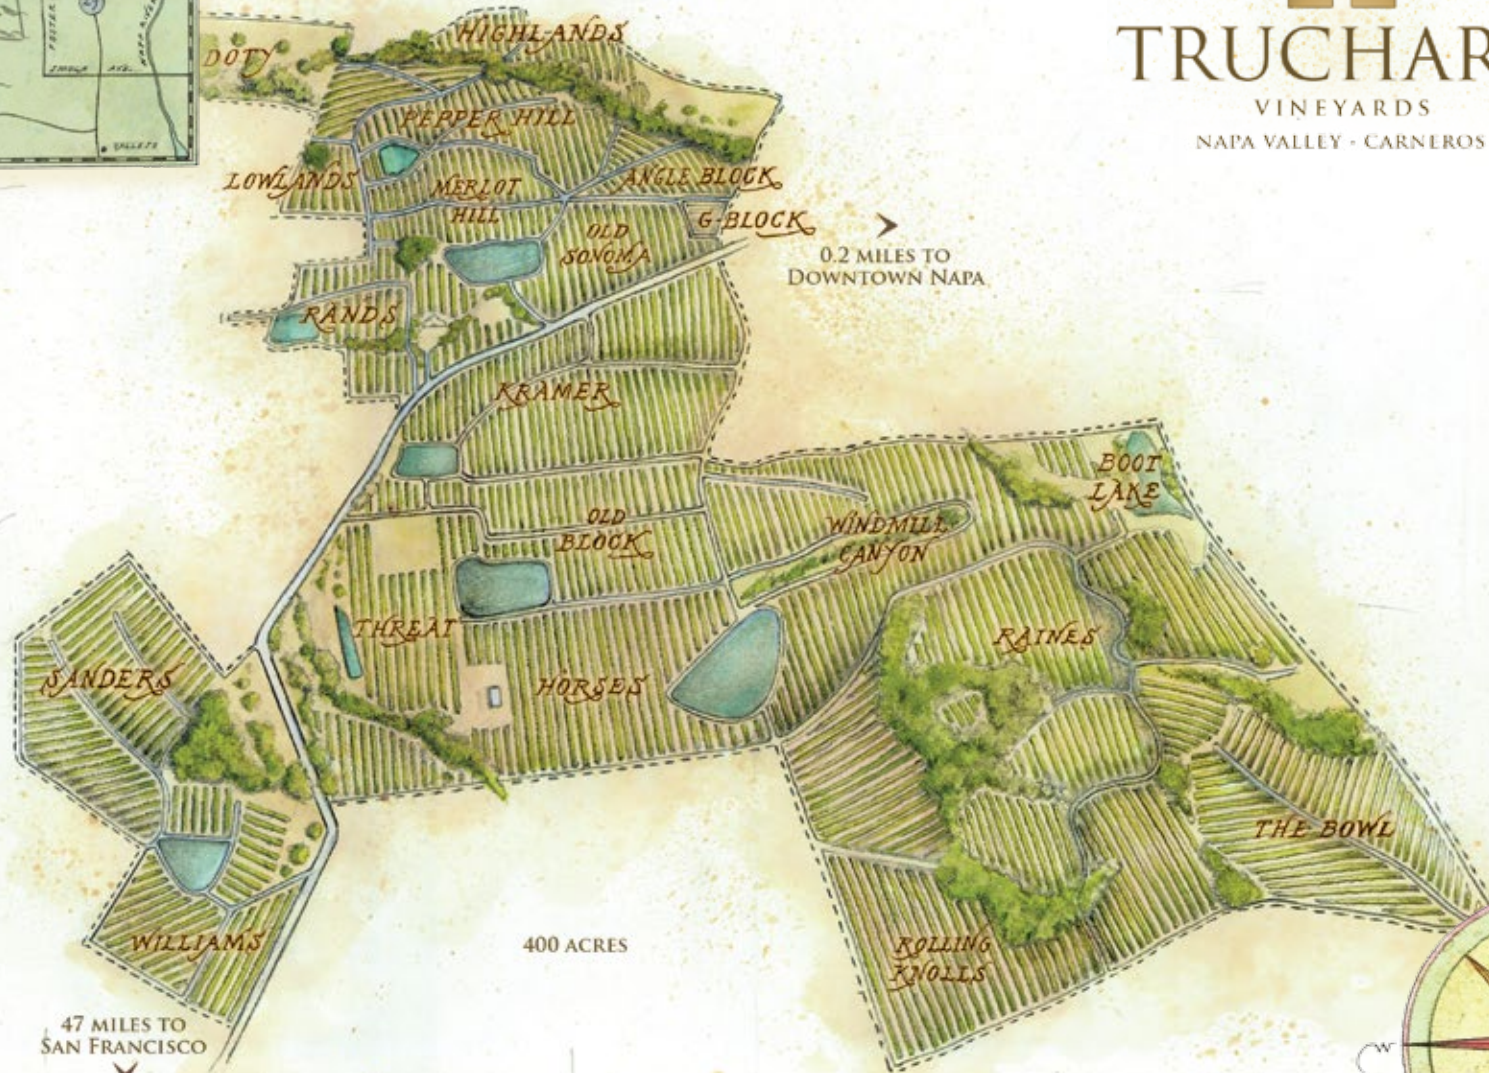 TRUCHAR
VINEYARDS
NAPA VALLEY - CARNEROS
HIGHLANDS
DOTY
PEPPER HILL
LOWLANDS
MERLOT
HILL
ANGLE BLOCK
G-BLOCK
OLD
SONOMA
0.2 MILES TO
DOWNTOWN NAPA
RANDS
KRAMER
BOOT
LAKE
OLD
BLOCK
WINDMILL
CANYON
THREAT
RAINES
SANDERS
HORSES
THE BOWL
WILLIAMS
400 ACRES
ROLLING
KNOLLS
47 MILES TO
SAN FRANCISCO
W